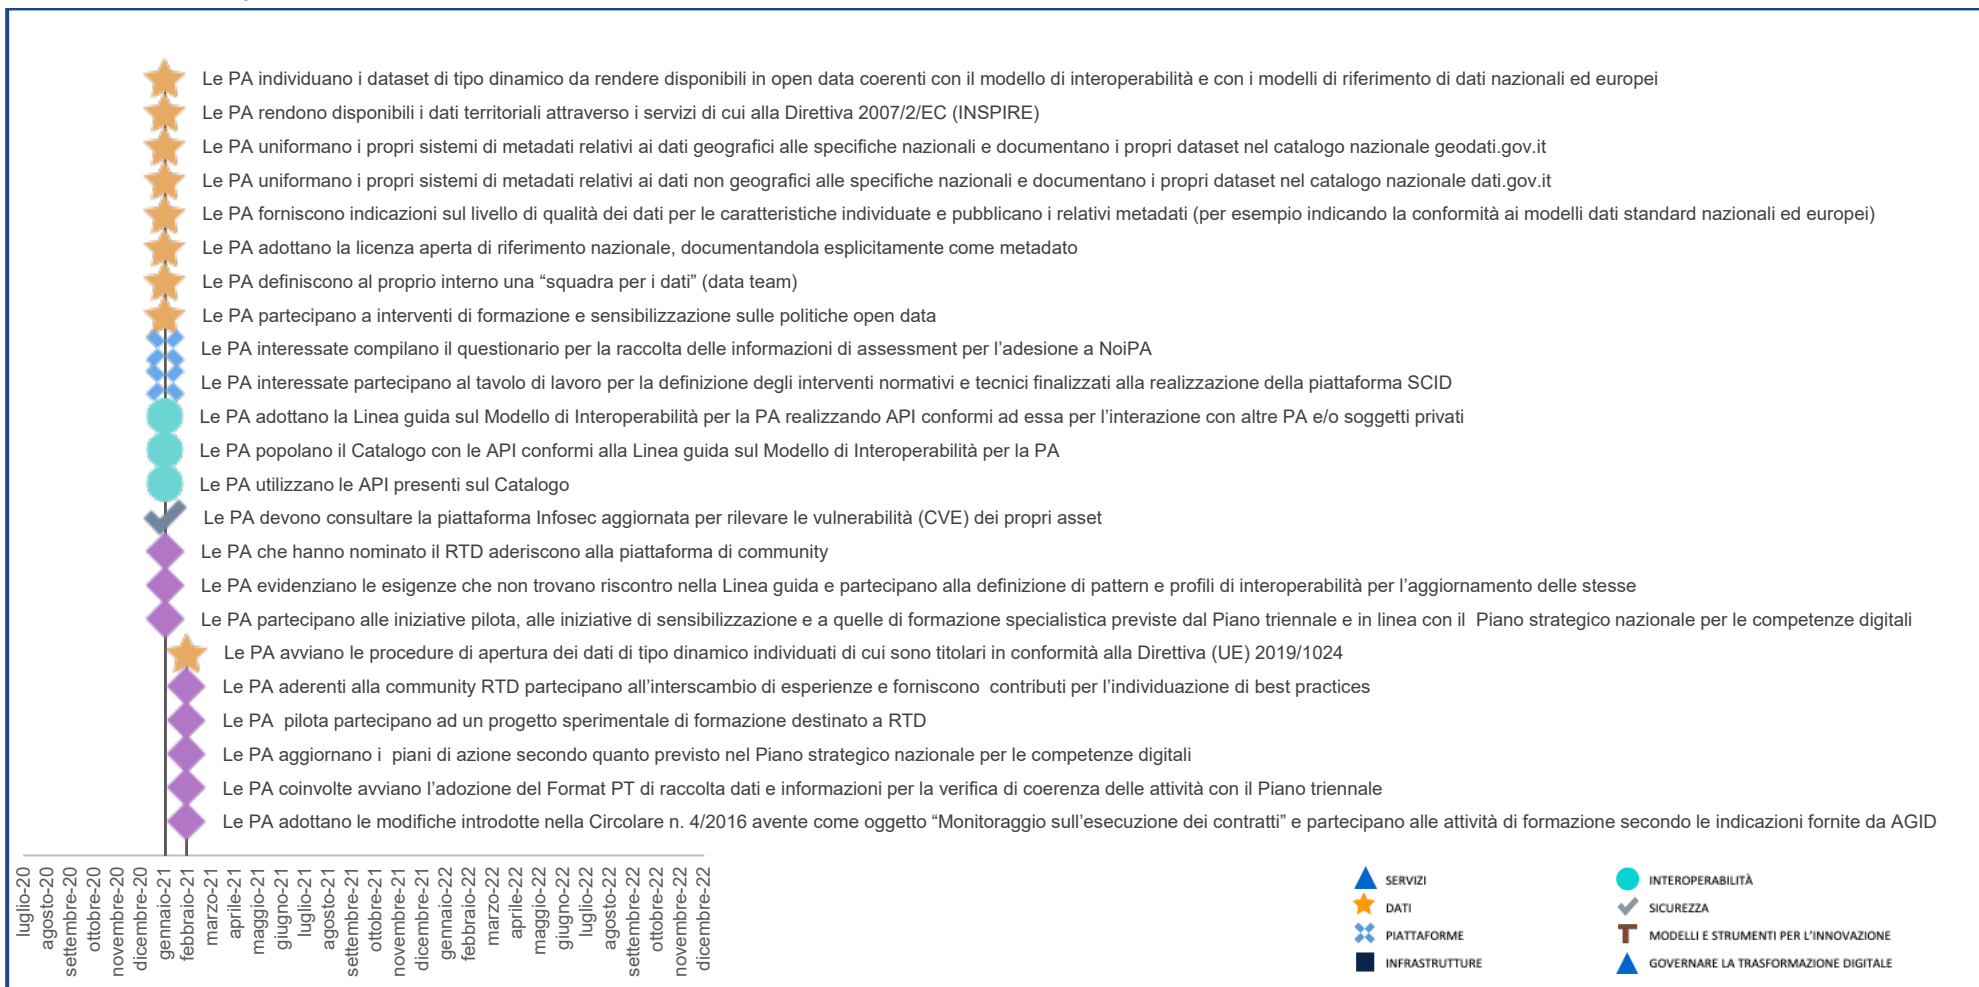 Le PA individuano i dataset di tipo dinamico da rendere disponibili in open data coerenti con il modello di interoperabilità e con i modelli di riferimento di dati nazionali ed europei
Le PA rendono disponibili i dati territoriali attraverso i servizi di cui alla Direttiva 2007/2/EC (INSPIRE)
Le PA uniformano i propri sistemi di metadati relativi ai dati geografici alle specifiche nazionali e documentano i propri dataset nel catalogo nazionale geodati.gov.it
Le PA uniformano i propri sistemi di metadati relativi ai dati non geografici alle specifiche nazionali e documentano i propri dataset nel catalogo nazionale dati.gov.it
Le PA forniscono indicazioni sul livello di qualità dei dati per le caratteristiche individuate e pubblicano i relativi metadati (per esempio indicando la conformità ai modelli dati standard nazionali ed europei)
Le PA adottano la licenza aperta di riferimento nazionale, documentandola esplicitamente come metadato
Le PA definiscono al proprio interno una “squadra per i dati” (data team)
Le PA partecipano a interventi di formazione e sensibilizzazione sulle politiche open data
Le PA interessate compilano il questionario per la raccolta delle informazioni di assessment per l’adesione a NoiPA
Le PA interessate partecipano al tavolo di lavoro per la definizione degli interventi normativi e tecnici finalizzati alla realizzazione della piattaforma SCID
Le PA adottano la Linea guida sul Modello di Interoperabilità per la PA realizzando API conformi ad essa per l’interazione con altre PA e/o soggetti privati
Le PA popolano il Catalogo con le API conformi alla Linea guida sul Modello di Interoperabilità per la PA
Le PA utilizzano le API presenti sul Catalogo
Le PA devono consultare la piattaforma Infosec aggiornata per rilevare le vulnerabilità (CVE) dei propri asset
Le PA che hanno nominato il RTD aderiscono alla piattaforma di community
Le PA evidenziano le esigenze che non trovano riscontro nella Linea guida e partecipano alla definizione di pattern e profili di interoperabilità per l’aggiornamento delle stesse
Le PA partecipano alle iniziative pilota, alle iniziative di sensibilizzazione e a quelle di formazione specialistica previste dal Piano triennale e in linea con il Piano strategico nazionale per le competenze digitali
Le PA avviano le procedure di apertura dei dati di tipo dinamico individuati di cui sono titolari in conformità alla Direttiva (UE) 2019/1024
Le PA aderenti alla community RTD partecipano all’interscambio di esperienze e forniscono contributi per l’individuazione di best practices
Le PA pilota partecipano ad un progetto sperimentale di formazione destinato a RTD
Le PA aggiornano i piani di azione secondo quanto previsto nel Piano strategico nazionale per le competenze digitali
Le PA coinvolte avviano l’adozione del Format PT di raccolta dati e informazioni per la verifica di coerenza delle attività con il Piano triennale
Le PA adottano le modifiche introdotte nella Circolare n. 4/2016 avente come oggetto “Monitoraggio sull’esecuzione dei contratti” e partecipano alle attività di formazione secondo le indicazioni fornite da AGID
luglio-20
agosto-20
settembre-20
ottobre-20
novembre-20
dicembre-20
gennaio-21
febbraio-21
marzo-21
aprile-21
maggio-21
giugno-21
luglio-21
agosto-21
settembre-21
ottobre-21
novembre-21
dicembre-21
gennaio-22
febbraio-22
marzo-22
aprile-22
maggio-22
giugno-22
luglio-22
agosto-22
settembre-22
ottobre-22
novembre-22
dicembre-22
SERVIZI
DATI
PIATTAFORME
INFRASTRUTTURE
INTEROPERABILITÀ
SICUREZZA
MODELLI E STRUMENTI PER L’INNOVAZIONE
GOVERNARE LA TRASFORMAZIONE DIGITALE